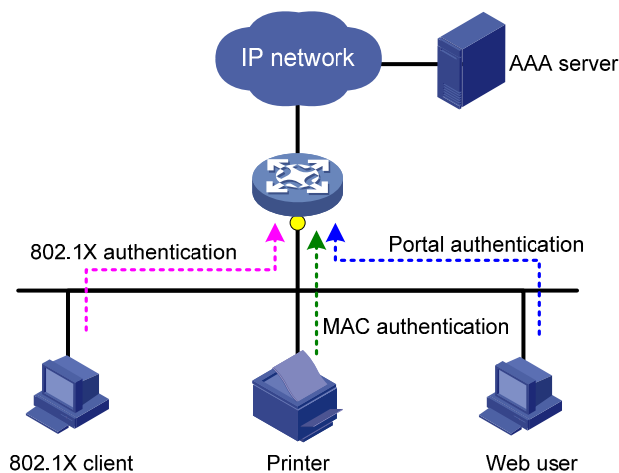 IP network
AAA server
802.1X authentication
Portal authentication
MAC authentication
802.1X client
Printer
Web user